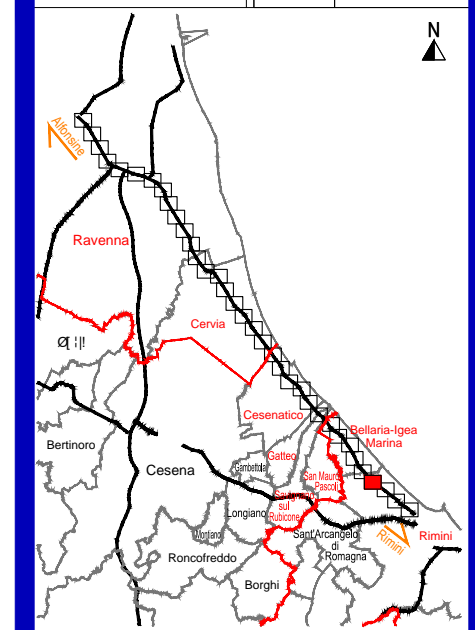 N
Alfonsine
Ravenna
Cervia
Cesenatico
Bellaria-Igea
Marina
Bertinoro
Cesena
Gatteo
Gambettola
San Mauro
Pascoli
Savignano
sul
Rubicone
Longiano
Montiano
Sant'Arcangelo
di
Romagna
Rimini
Rimini
Roncofreddo
Borghi